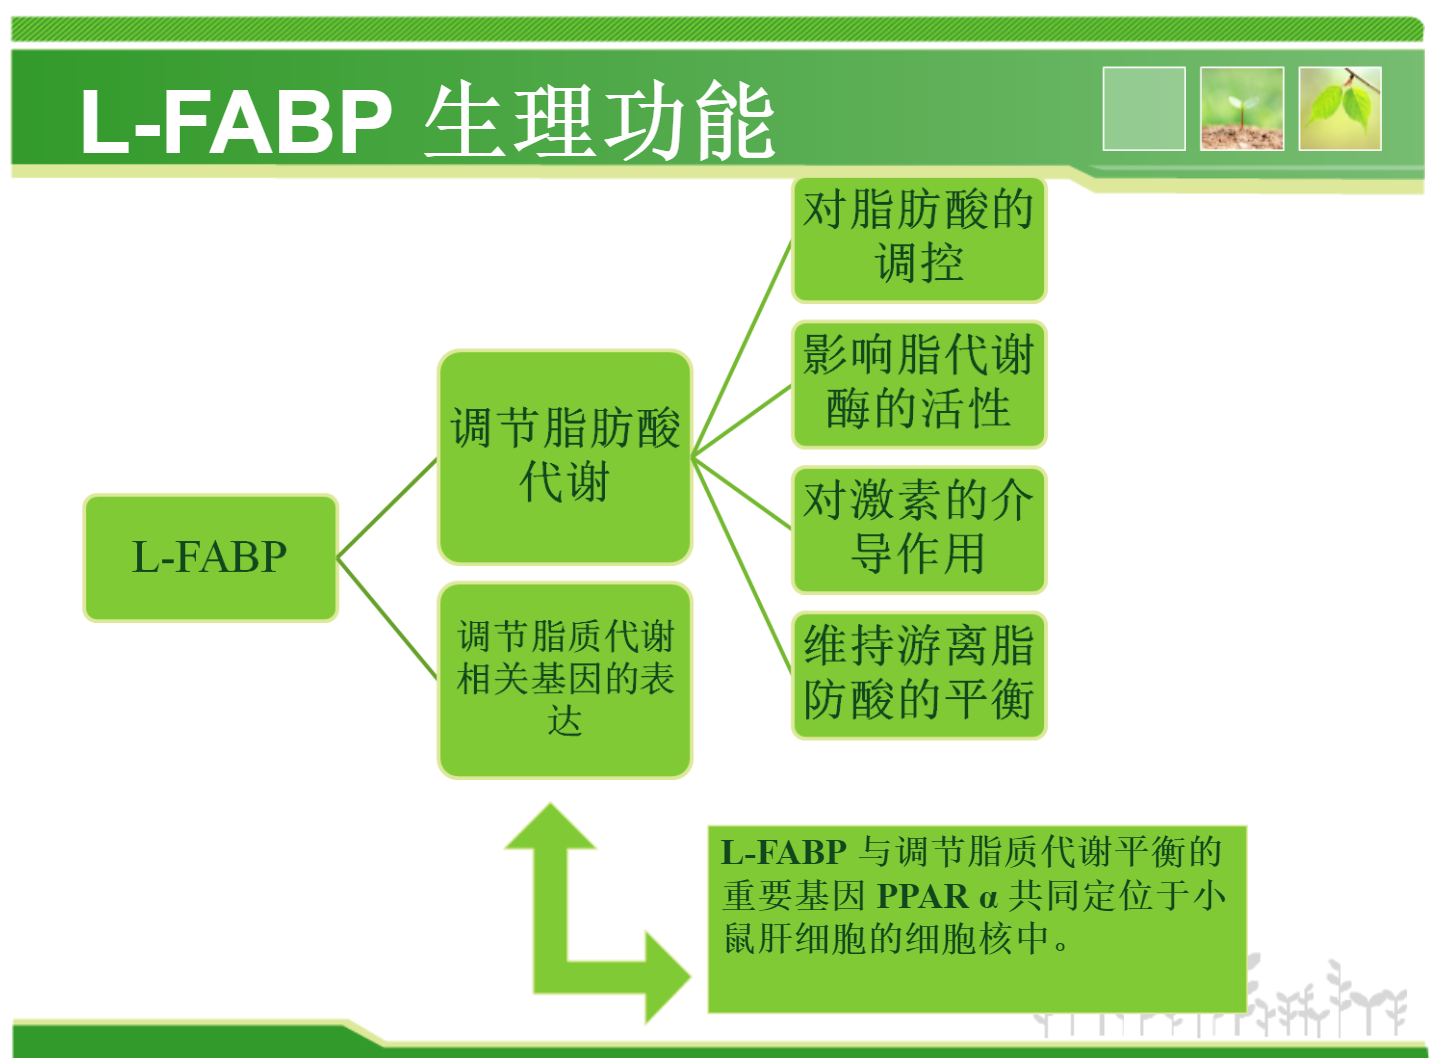 L-FABP 生理功能
对脂肪酸的
调控
影响脂代谢
酶的活性
调节脂肪酸
代谢
对激素的介
导作用
L-FABP
调节脂质代谢
相关基因的表
达
维持游离脂
防酸的平衡
L-FABP 与调节脂质代谢平衡的
重要基因 PPAR α 共同定位于小
鼠肝细胞的细胞核中。